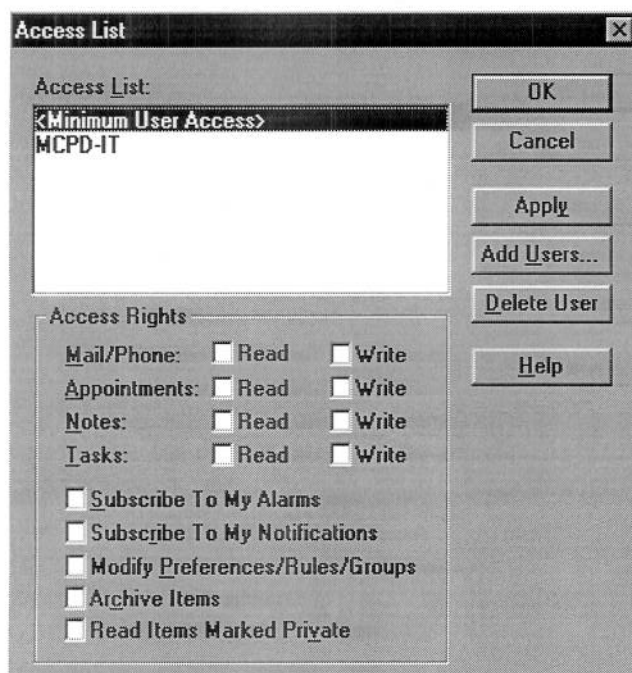 Access List
Access List:
<Minimum User Access>
MCPD-IT
OK
Cancel
Apply
Add Users...
Delete User
Help
Access Rights
Mail/Phone: Read Write
Appointments: Read Write
Notes: Read Write
Tasks: Read Write
Subscribe To My Alarms
Subscribe To My Notifications
Modify Preferences/Rules/Groups
Archive Items
Read Items Marked Private